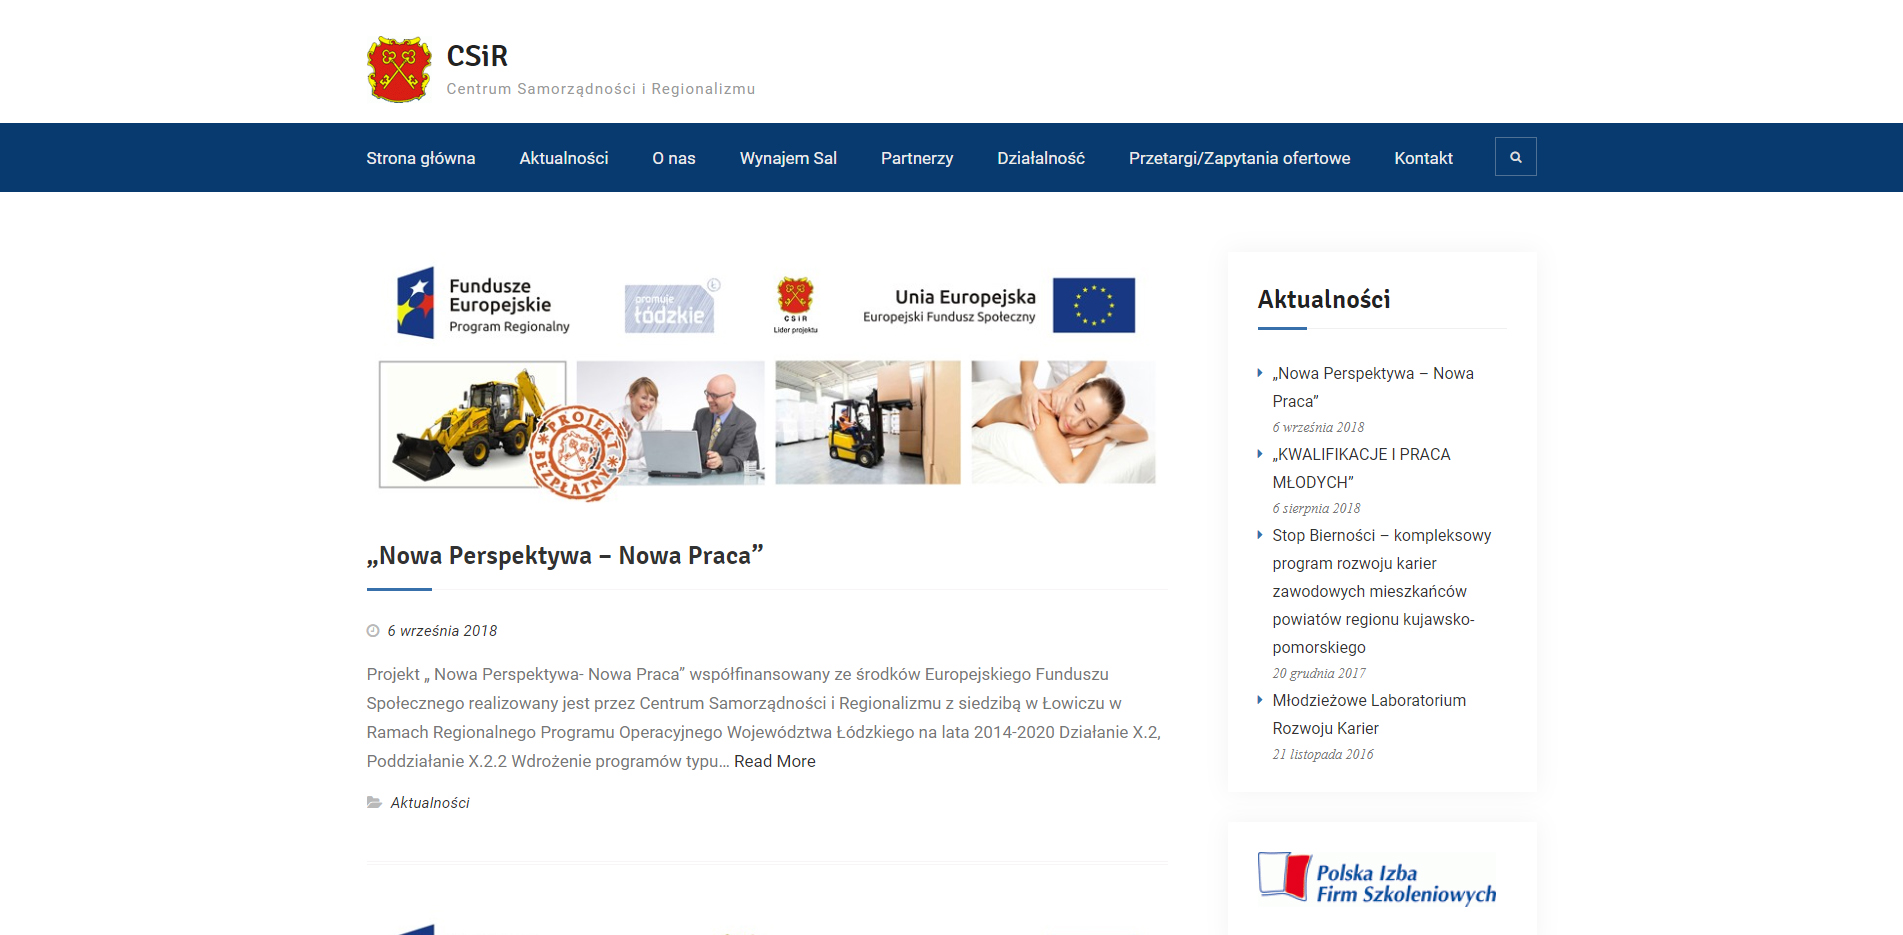 CSiR
Centrum Samorządności i Regionalizmu
Strona główna
Aktualności
O nas
Wynajem Sal
Partnerzy
Działalność
Przetargi/Zapytania ofertowe
Kontakt
Fundusze
Europejskie
Program Regionalny
promuje
łódzkie
CSiR
Lider projektu
Unia Europejska
Europejski Fundusz Społeczny
PROJEKT
BEZPŁATNY
„Nowa Perspektywa – Nowa Praca”
6 września 2018
Projekt „ Nowa Perspektywa- Nowa Praca” współfinansowany ze środków Europejskiego Funduszu
Społecznego realizowany jest przez Centrum Samorządności i Regionalizmu z siedzibą w Łowiczu w
Ramach Regionalnego Programu Operacyjnego Województwa Łódzkiego na lata 2014-2020 Działanie X.2,
Poddziałanie X.2.2 Wdrożenie programów typu… Read More
Aktualności
Aktualności
„Nowa Perspektywa – Nowa
Praca”
6 września 2018
„KWALIFIKACJE I PRACA
MŁODYCH”
6 sierpnia 2018
Stop Bierności – kompleksowy
program rozwoju karier
zawodowych mieszkańców
powiatów regionu kujawsko-
pomorskiego
20 grudnia 2017
Młodzieżowe Laboratorium
Rozwoju Karier
21 listopada 2016
Polska Izba
Firm Szkoleniowych